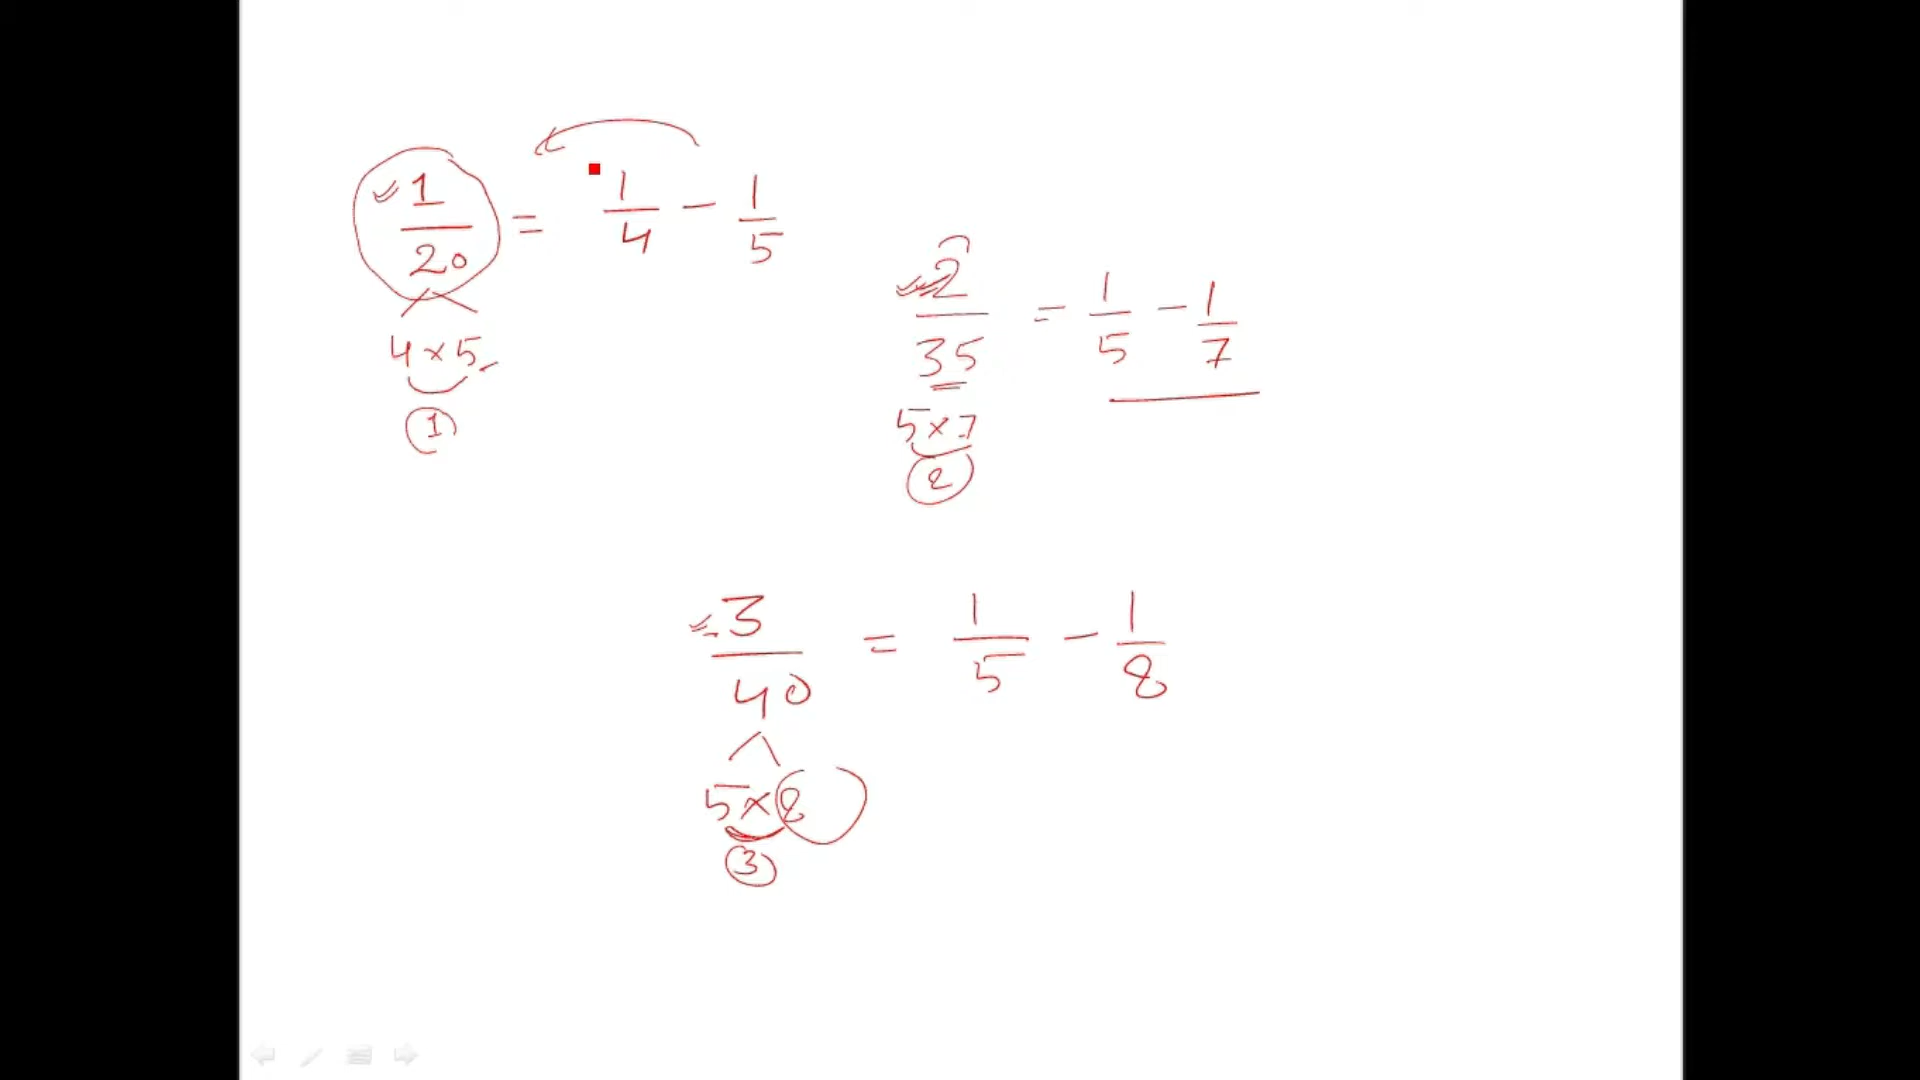 1/20 = 1/4 - 1/5
4 × 5
1
2/35 = 1/5 - 1/7
5 × 7
2
3/40 = 1/5 - 1/8
5 × 8
3